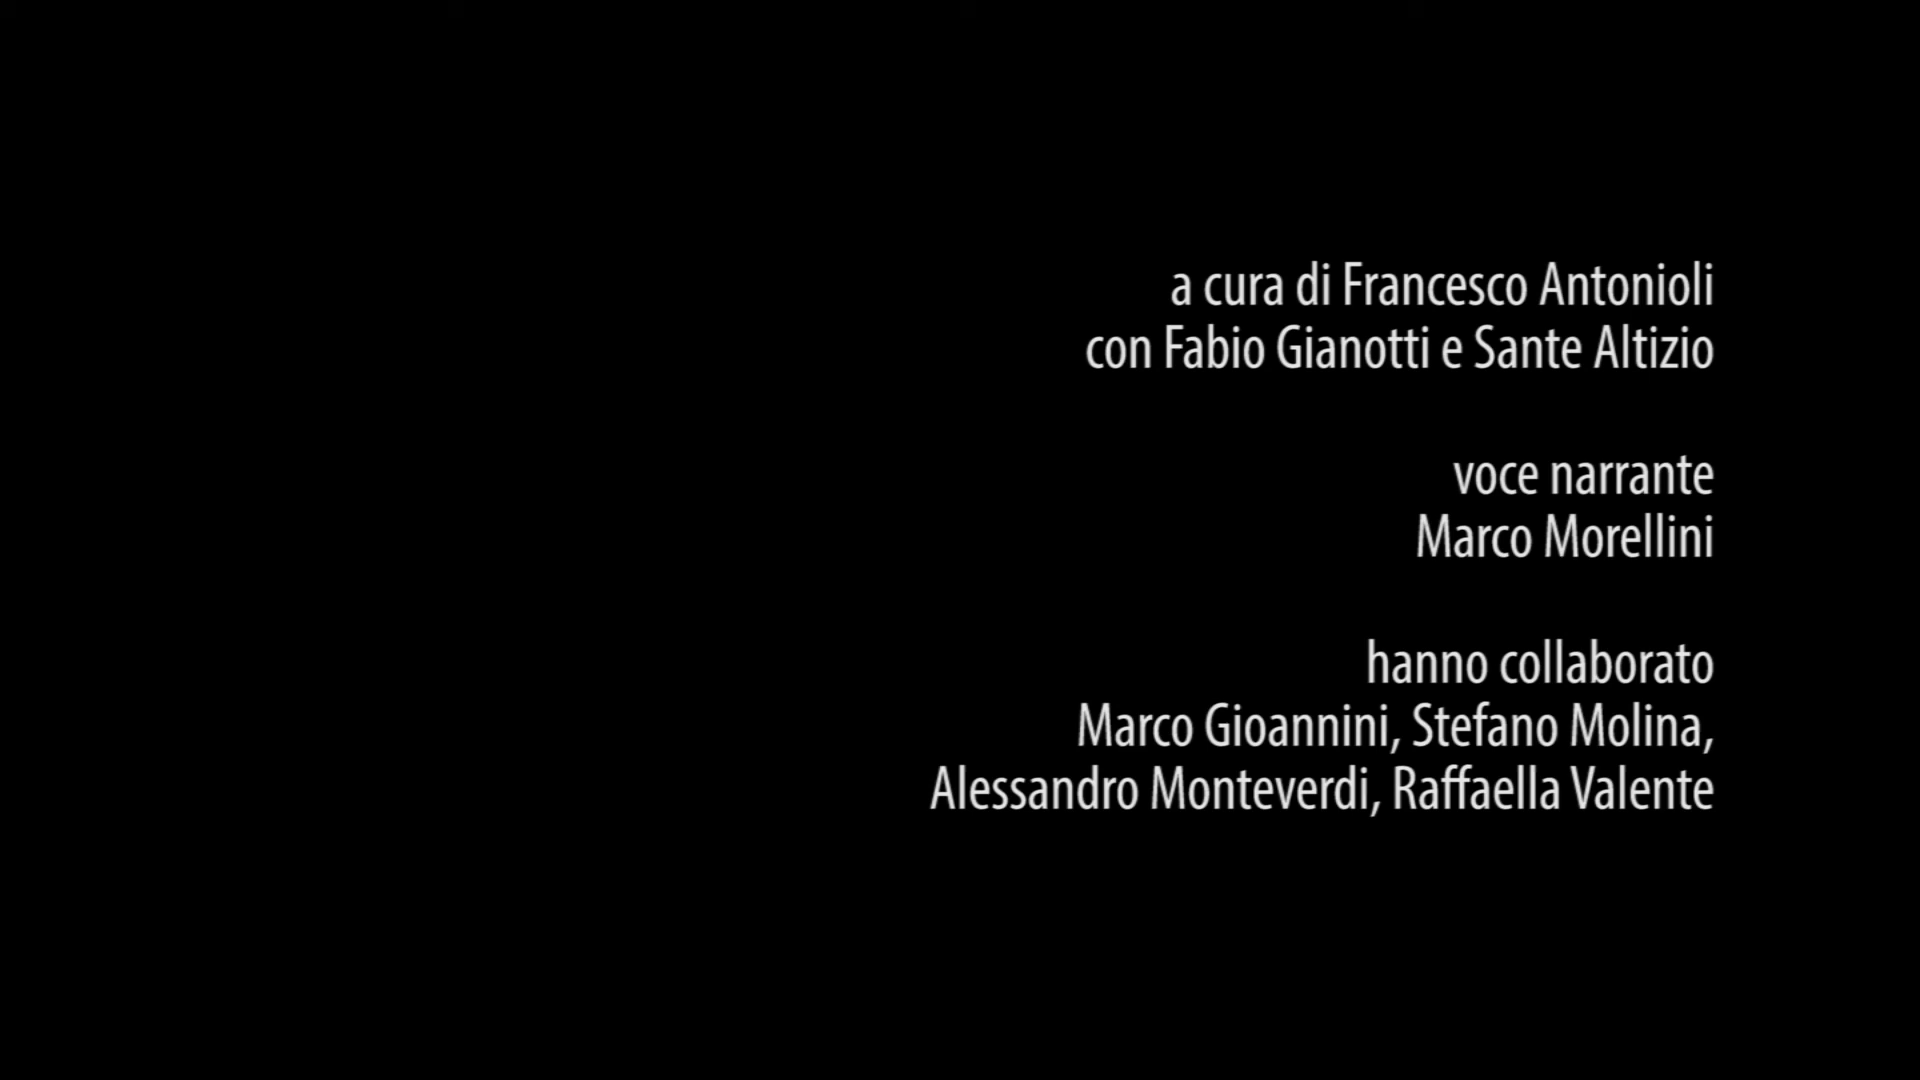 a cura di Francesco Antonioli
con Fabio Gianotti e Sante Altizio
voce narrante
Marco Morellini
hanno collaborato
Marco Gioannini, Stefano Molina,
Alessandro Monteverdi, Raffaella Valente